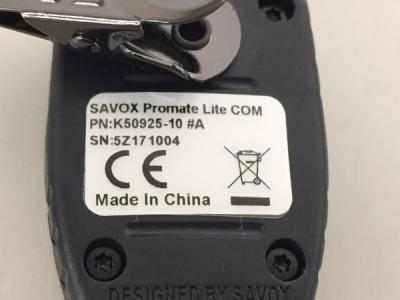 SAVOX Promate Lite COM
PN:K50925-10 #A
SN:5Z171004
CE
Made In China
DESIGNED BY SAVOX